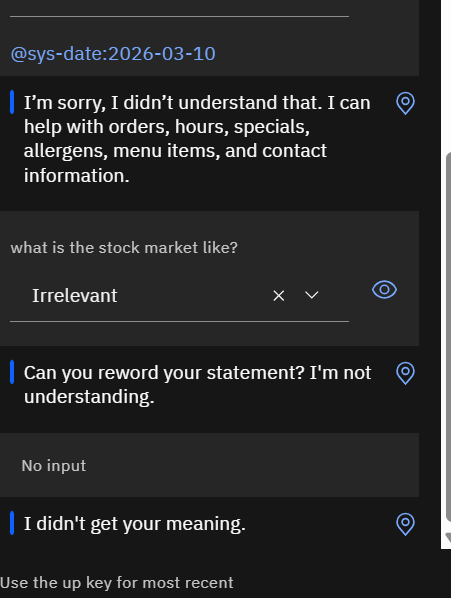 @sys-date:2026-03-10
I’m sorry, I didn’t understand that. I can
help with orders, hours, specials,
allergens, menu items, and contact
information.
what is the stock market like?
Irrelevant
Can you reword your statement? I'm not
understanding.
No input
I didn't get your meaning.
Use the up key for most recent